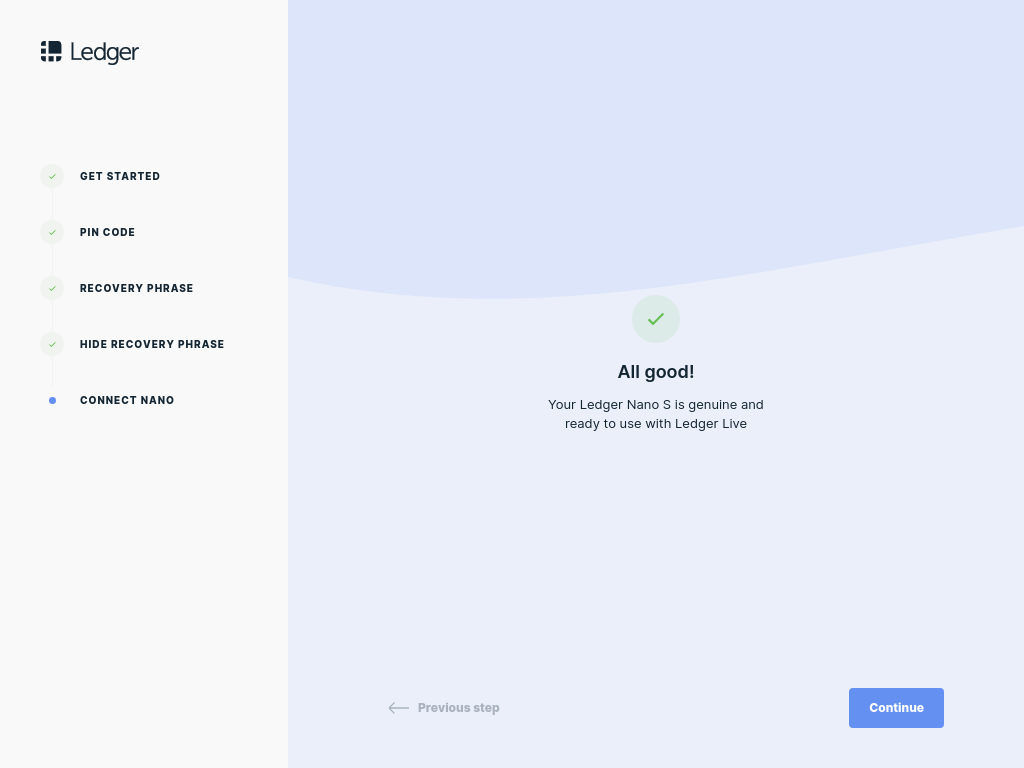 Ledger
GET STARTED
PIN CODE
RECOVERY PHRASE
HIDE RECOVERY PHRASE
CONNECT NANO
All good!
Your Ledger Nano S is genuine and
ready to use with Ledger Live
Previous step
Continue